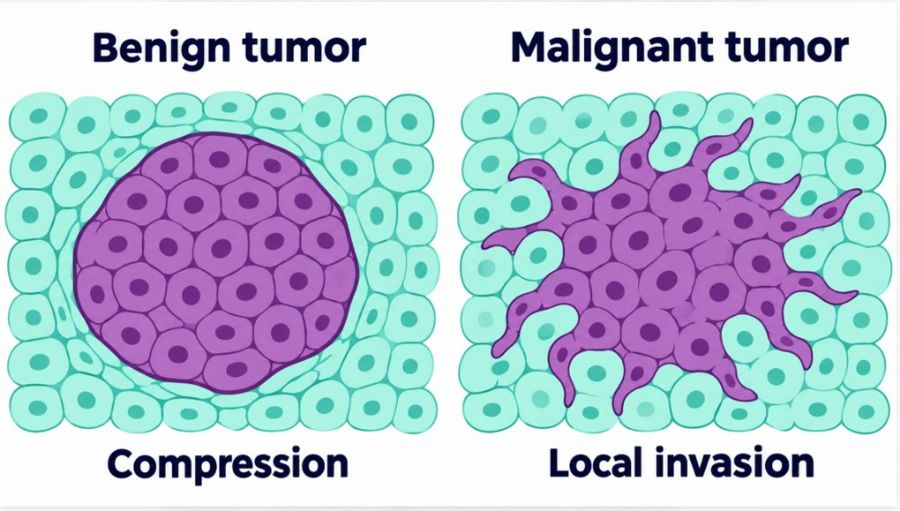 Benign tumor
Malignant tumor
Compression
Local invasion